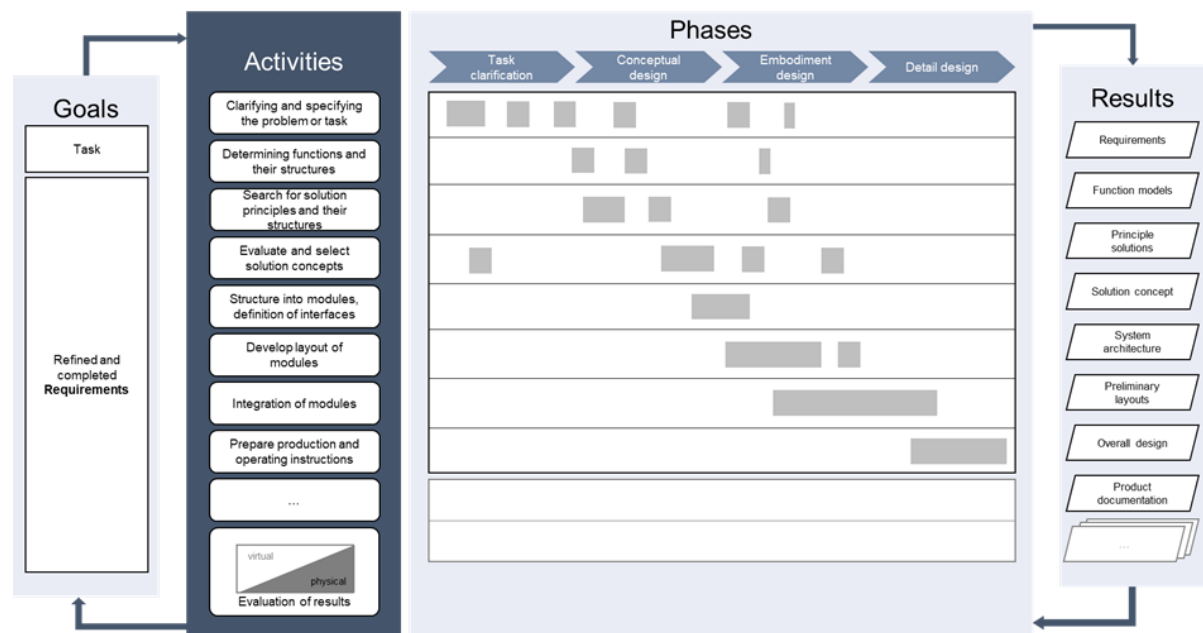 Goals
Task
Refined and
completed
Requirements
Activities
Clarifying and specifying
the problem or task
Determining functions and
their structures
Search for solution
principles and their
structures
Evaluate and select
solution concepts
Structure into modules,
definition of interfaces
Develop layout of
modules
Integration of modules
Prepare production and
operating instructions
...
virtual
physical
Evaluation of results
Phases
Task
clarification
Conceptual
design
Embodiment
design
Detail design
Results
Requirements
Function models
Principle
solutions
Solution concept
System
architecture
Preliminary
layouts
Overall design
Product
documentation
...